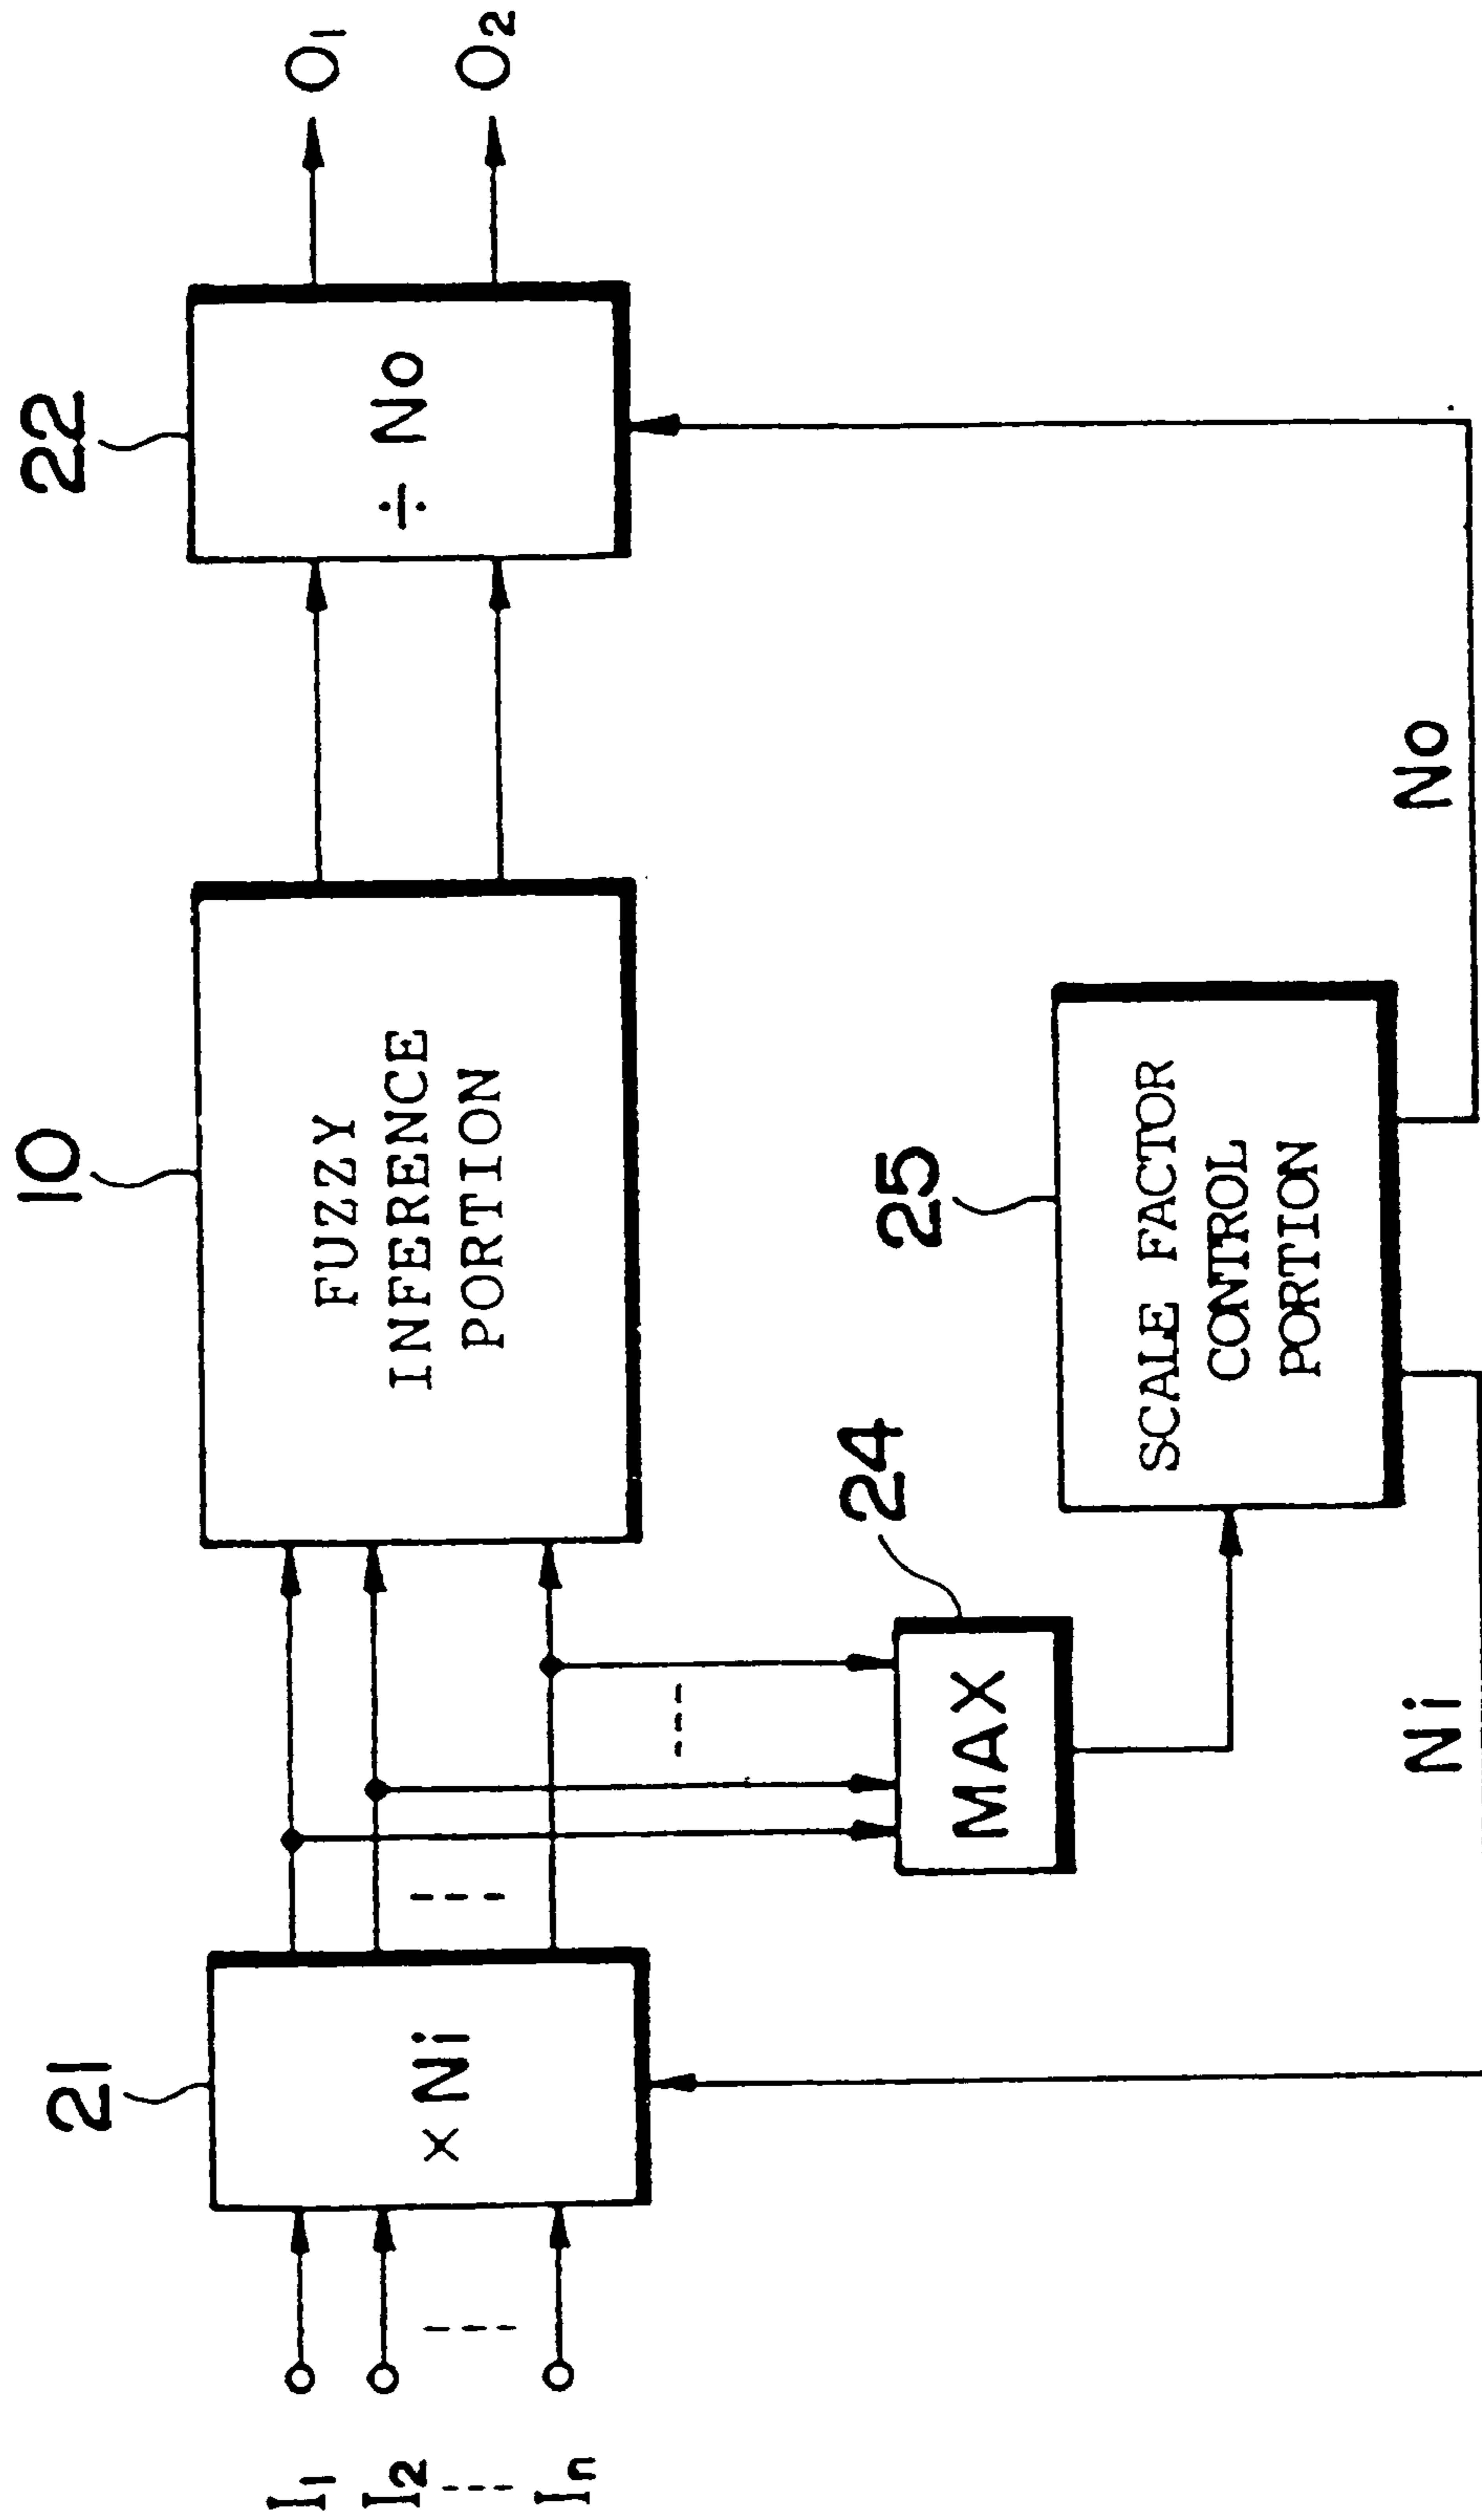 21
10
22
I1
I2
In
× Ni
FUZZY
INFERENCE
PORTION
÷ No
O1
O2
24
MAX
25
SCALE FACTOR
CONTROL
PORTION
Ni
No